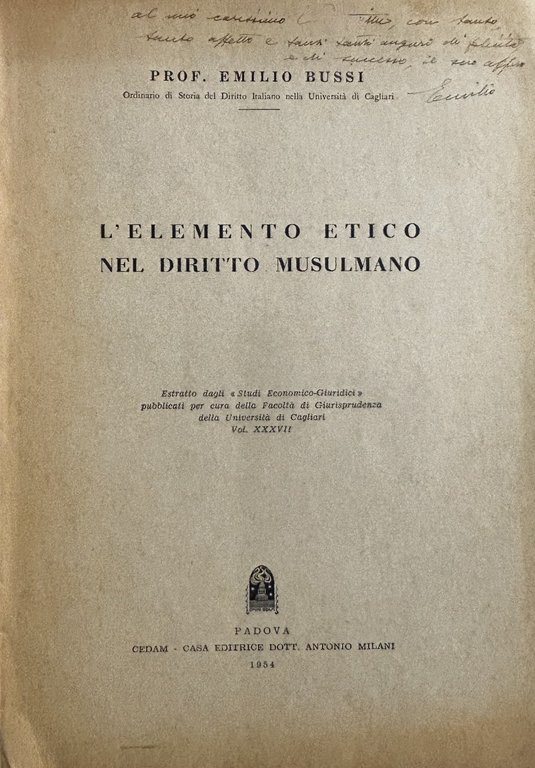 al mio carissimo con tanto,
tanto affetto e tanti tanti auguri di felicità
e di successo, il suo
Emilio
PROF. EMILIO BUSSI
Ordinario di Storia del Diritto Italiano nella Università di Cagliari
L'ELEMENTO ETICO
NEL DIRITTO MUSULMANO
Estratto dagli « Studi Economico-Giuridici »
pubblicati per cura della Facoltà di Giurisprudenza
della Università di Cagliari
Vol. XXXVII
PADOVA
CEDAM - CASA EDITRICE DOTT. ANTONIO MILANI
1954